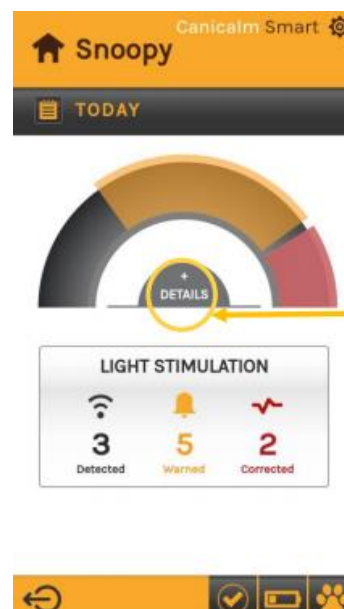 Canicalm Smart
Snoopy
TODAY
+
DETAILS
LIGHT STIMULATION
3 5 2
Detected Warned Corrected